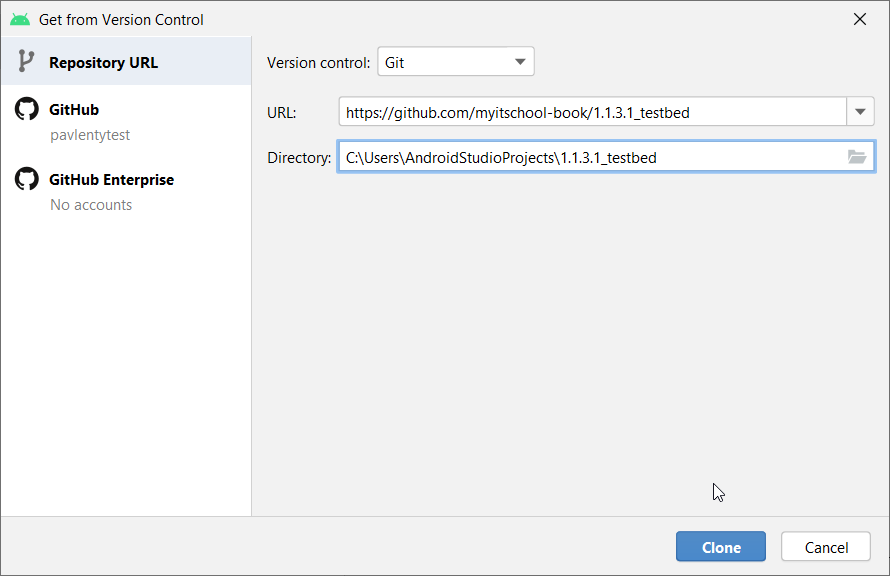 Get from Version Control
Repository URL
GitHub
pavlentytest
GitHub Enterprise
No accounts
Version control: Git
URL: https://github.com/myitschool-book/1.1.3.1_testbed
Directory: C:\Users\AndroidStudioProjects\1.1.3.1_testbed
Clone Cancel